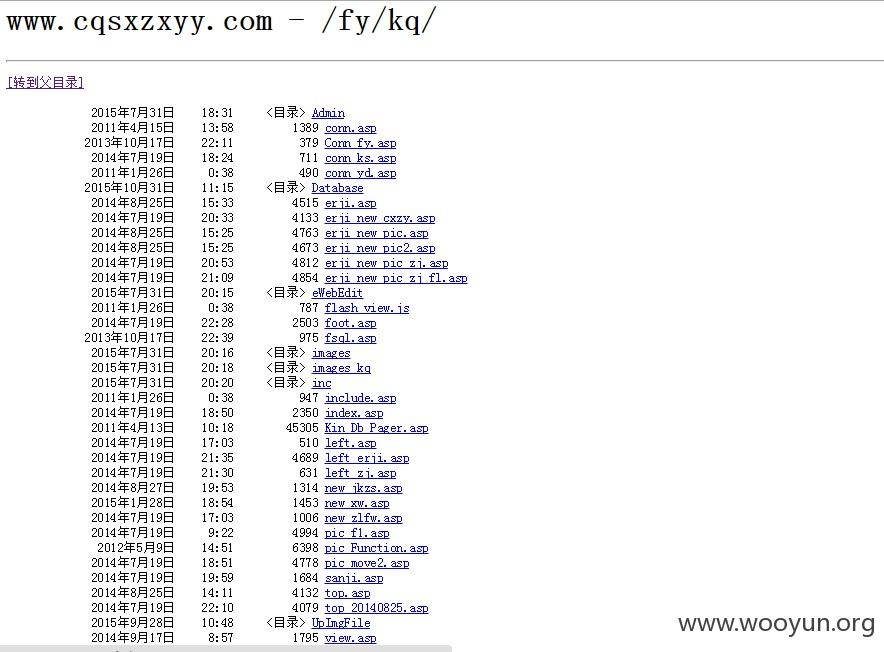 www.cqsxzxyy.com - /fy/kq/
[转到父目录]
2015年7月31日 18:31 <目录> Admin
2011年4月15日 13:58 1389 conn.asp
2013年10月17日 22:11 379 Conn_fy.asp
2014年7月19日 18:24 711 conn_ks.asp
2011年1月26日 0:38 490 conn_yd.asp
2015年10月31日 11:15 <目录> Database
2014年8月25日 15:33 4515 erji.asp
2014年7月19日 20:33 4133 erji_new_cxzy.asp
2014年8月25日 15:25 4763 erji_new_pic.asp
2014年8月25日 15:25 4673 erji_new_pic2.asp
2014年7月19日 20:53 4812 erji_new_pic_zj.asp
2014年7月19日 21:09 4854 erji_new_pic_zj_fl.asp
2015年7月31日 20:15 <目录> eWebEdit
2011年1月26日 0:38 787 flash_view.js
2014年7月19日 22:28 2503 foot.asp
2013年10月17日 22:39 975 fsql.asp
2015年7月31日 20:16 <目录> images
2015年7月31日 20:18 <目录> images_kq
2015年7月31日 20:20 <目录> inc
2011年1月26日 0:38 947 include.asp
2014年7月19日 18:50 2350 index.asp
2011年4月13日 10:18 45305 Kin_Db_Pager.asp
2014年7月19日 17:03 510 left.asp
2014年7月19日 21:35 4689 left_erji.asp
2014年7月19日 21:30 631 left_zj.asp
2014年8月27日 19:53 1314 new_jkzs.asp
2015年1月28日 18:54 1453 new_xw.asp
2014年7月19日 17:03 1006 new_zlfw.asp
2014年7月19日 9:22 4994 pic_fl.asp
2012年5月9日 14:51 6398 pic_Function.asp
2014年7月19日 18:51 4778 pic_move2.asp
2014年7月19日 19:59 1684 sanji.asp
2014年8月25日 14:11 4132 top.asp
2014年7月19日 22:10 4079 top_20140825.asp
2015年9月28日 10:48 <目录> UpImgFile
2014年9月17日 8:57 1795 view.asp
www.wooyun.org